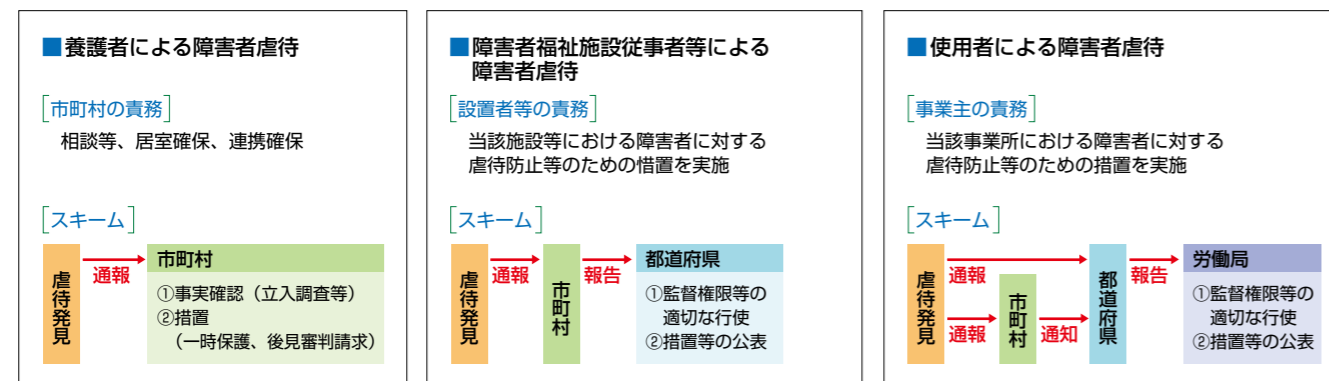 ■養護者による障害者虐待
[市町村の責務]
相談等、居室確保、連携確保
[スキーム]
虐待発見
通報
市町村
①事実確認（立入調査等）
②措置
（一時保護、後見審判請求）
■障害者福祉施設従事者等による
障害者虐待
[設置者等の責務]
当該施設等における障害者に対する
虐待防止等のための惜置を実施
[スキーム]
虐待発見
通報
市町村
報告
都道府県
①監督権限等の
適切な行使
②措置等の公表
■使用者による障害者虐待
[事業主の責務]
当該事業所における障害者に対する
虐待防止等のための措置を実施
[スキーム]
虐待発見
通報
通報
市町村
通知
都道府県
報告
労働局
①監督権限等の
適切な行使
②措置等の公表